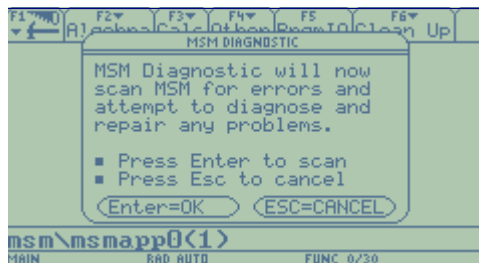 F1 F2 F3 F4 F5 F6
Algebra Calc Other PrgmIO Clean Up
MSM DIAGNOSTIC
MSM Diagnostic will now
scan MSM for errors and
attempt to diagnose and
repair any problems.
▪ Press Enter to scan
▪ Press Esc to cancel
Enter=OK ESC=CANCEL
msm\msmapp0(1)
MAIN RAD AUTO FUNC 0/30